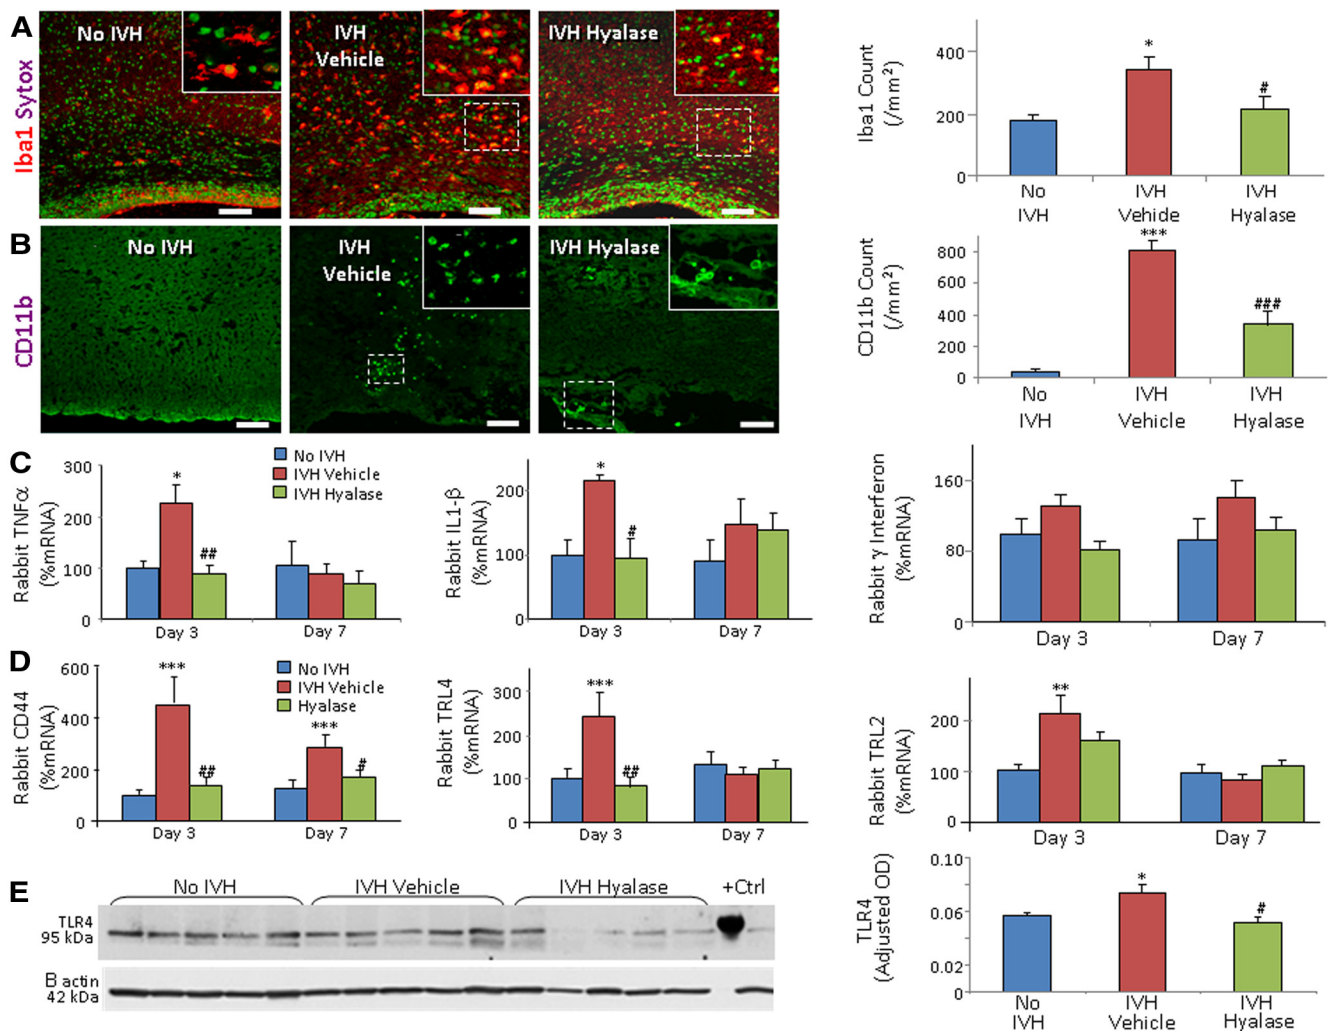 A
Iba1 Sytox
No IVH
IVH
Vehicle
IVH Hyalase
Iba1 Count
(/mm²)
400
200
0
*
#
No
IVH
IVH
Vehicle
IVH
Hyalase
B
CD11b
No IVH
IVH
Vehicle
IVH Hyalase
CD11b Count
(/mm²)
800
600
400
200
0
***
###
No
IVH
IVH
Vehicle
IVH
Hyalase
C
Rabbit TNFα
(%mRNA)
300
200
100
0
*
##
No IVH
IVH Vehicle
IVH Hyalase
Day 3
Day 7
Rabbit IL1-β
(%mRNA)
200
100
0
*
#
Rabbit γ Interferon
(%mRNA)
160
80
0
Day 3
Day 7
D
Rabbit CD44
(%mRNA)
600
400
200
0
***
##
***
#
No IVH
IVH Vehicle
Hyalase
Day 3
Day 7
Rabbit TRL4
(%mRNA)
300
200
100
0
***
##
Day 3
Day 7
Rabbit TRL2
(%mRNA)
200
100
0
**
Day 3
Day 7
E
No IVH
IVH Vehicle
IVH Hyalase
+Ctrl
TLR4
95 kDa
B actin
42 kDa
TLR4
(Adjusted OD)
0.10
0.06
0.02
0
*
#
No
IVH
IVH
Vehicle
IVH
Hyalase